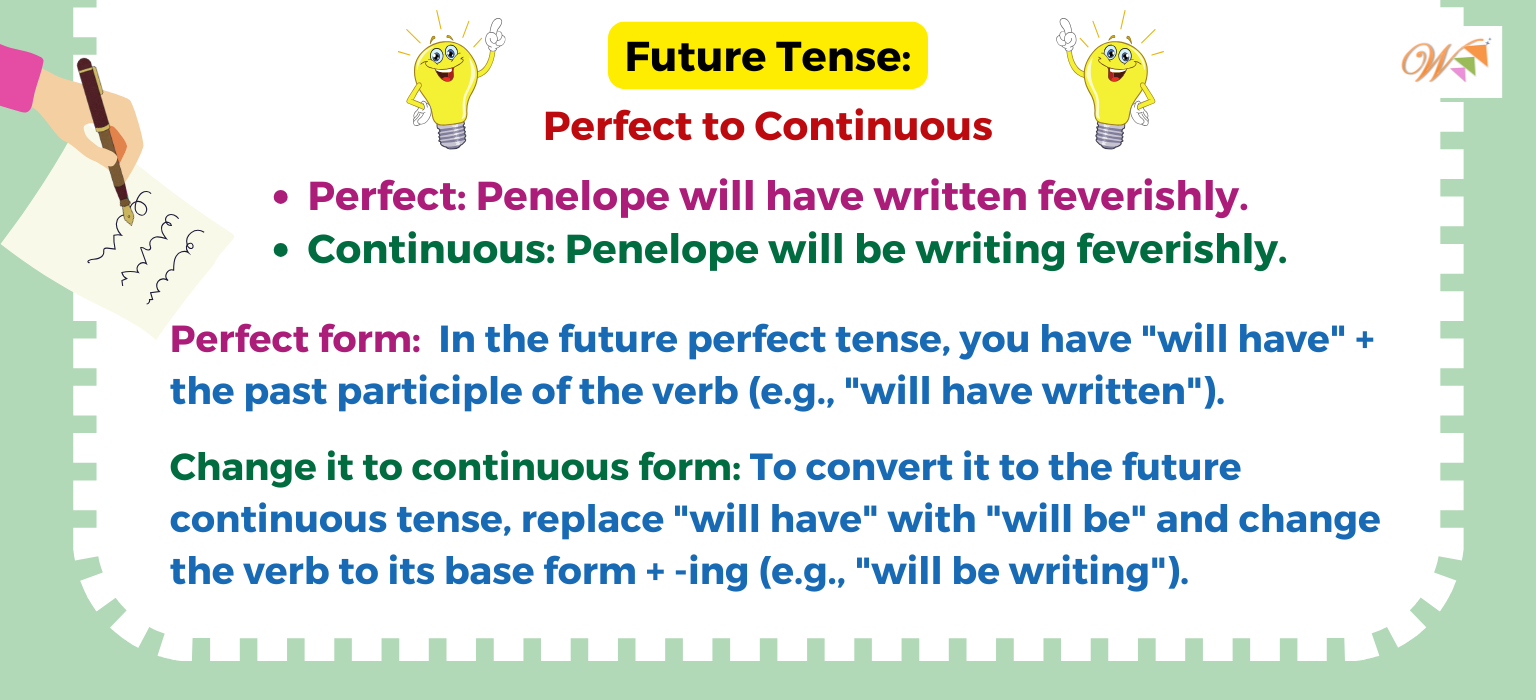 Future Tense:
Perfect to Continuous
• Perfect: Penelope will have written feverishly.
• Continuous: Penelope will be writing feverishly.
Perfect form:  In the future perfect tense, you have "will have" +
the past participle of the verb (e.g., "will have written").
Change it to continuous form: To convert it to the future
continuous tense, replace "will have" with "will be" and change
the verb to its base form + -ing (e.g., "will be writing").
W